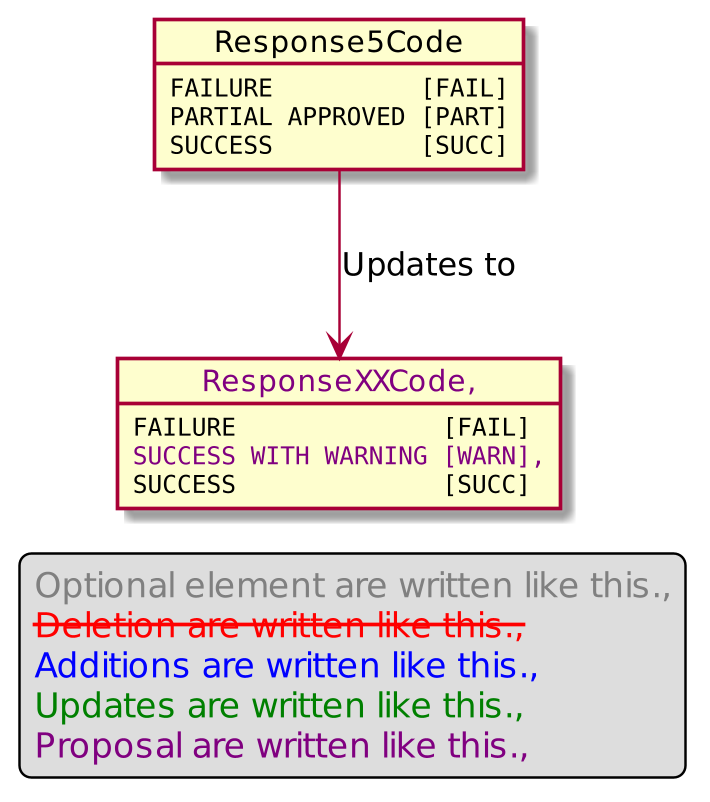 Response5Code
FAILURE [FAIL]
PARTIAL APPROVED [PART]
SUCCESS [SUCC]
Updates to
ResponseXXCode,
FAILURE [FAIL]
SUCCESS WITH WARNING [WARN],
SUCCESS [SUCC]
Optional element are written like this.,
Deletion are written like this.,
Additions are written like this.,
Updates are written like this.,
Proposal are written like this.,